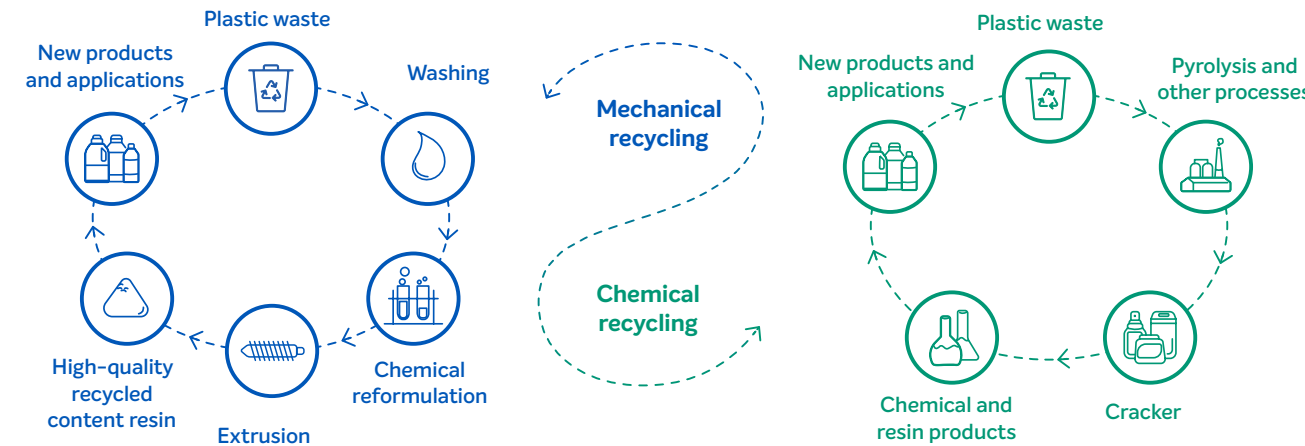 Plastic waste
New products
and applications
Washing
Chemical
reformulation
Extrusion
High-quality
recycled
content resin
Mechanical
recycling
Chemical
recycling
Plastic waste
New products and
applications
Pyrolysis and
other processes
Cracker
Chemical and
resin products